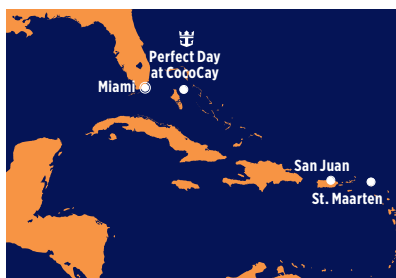 Perfect Day
at CocoCay
Miami
San Juan
St. Maarten